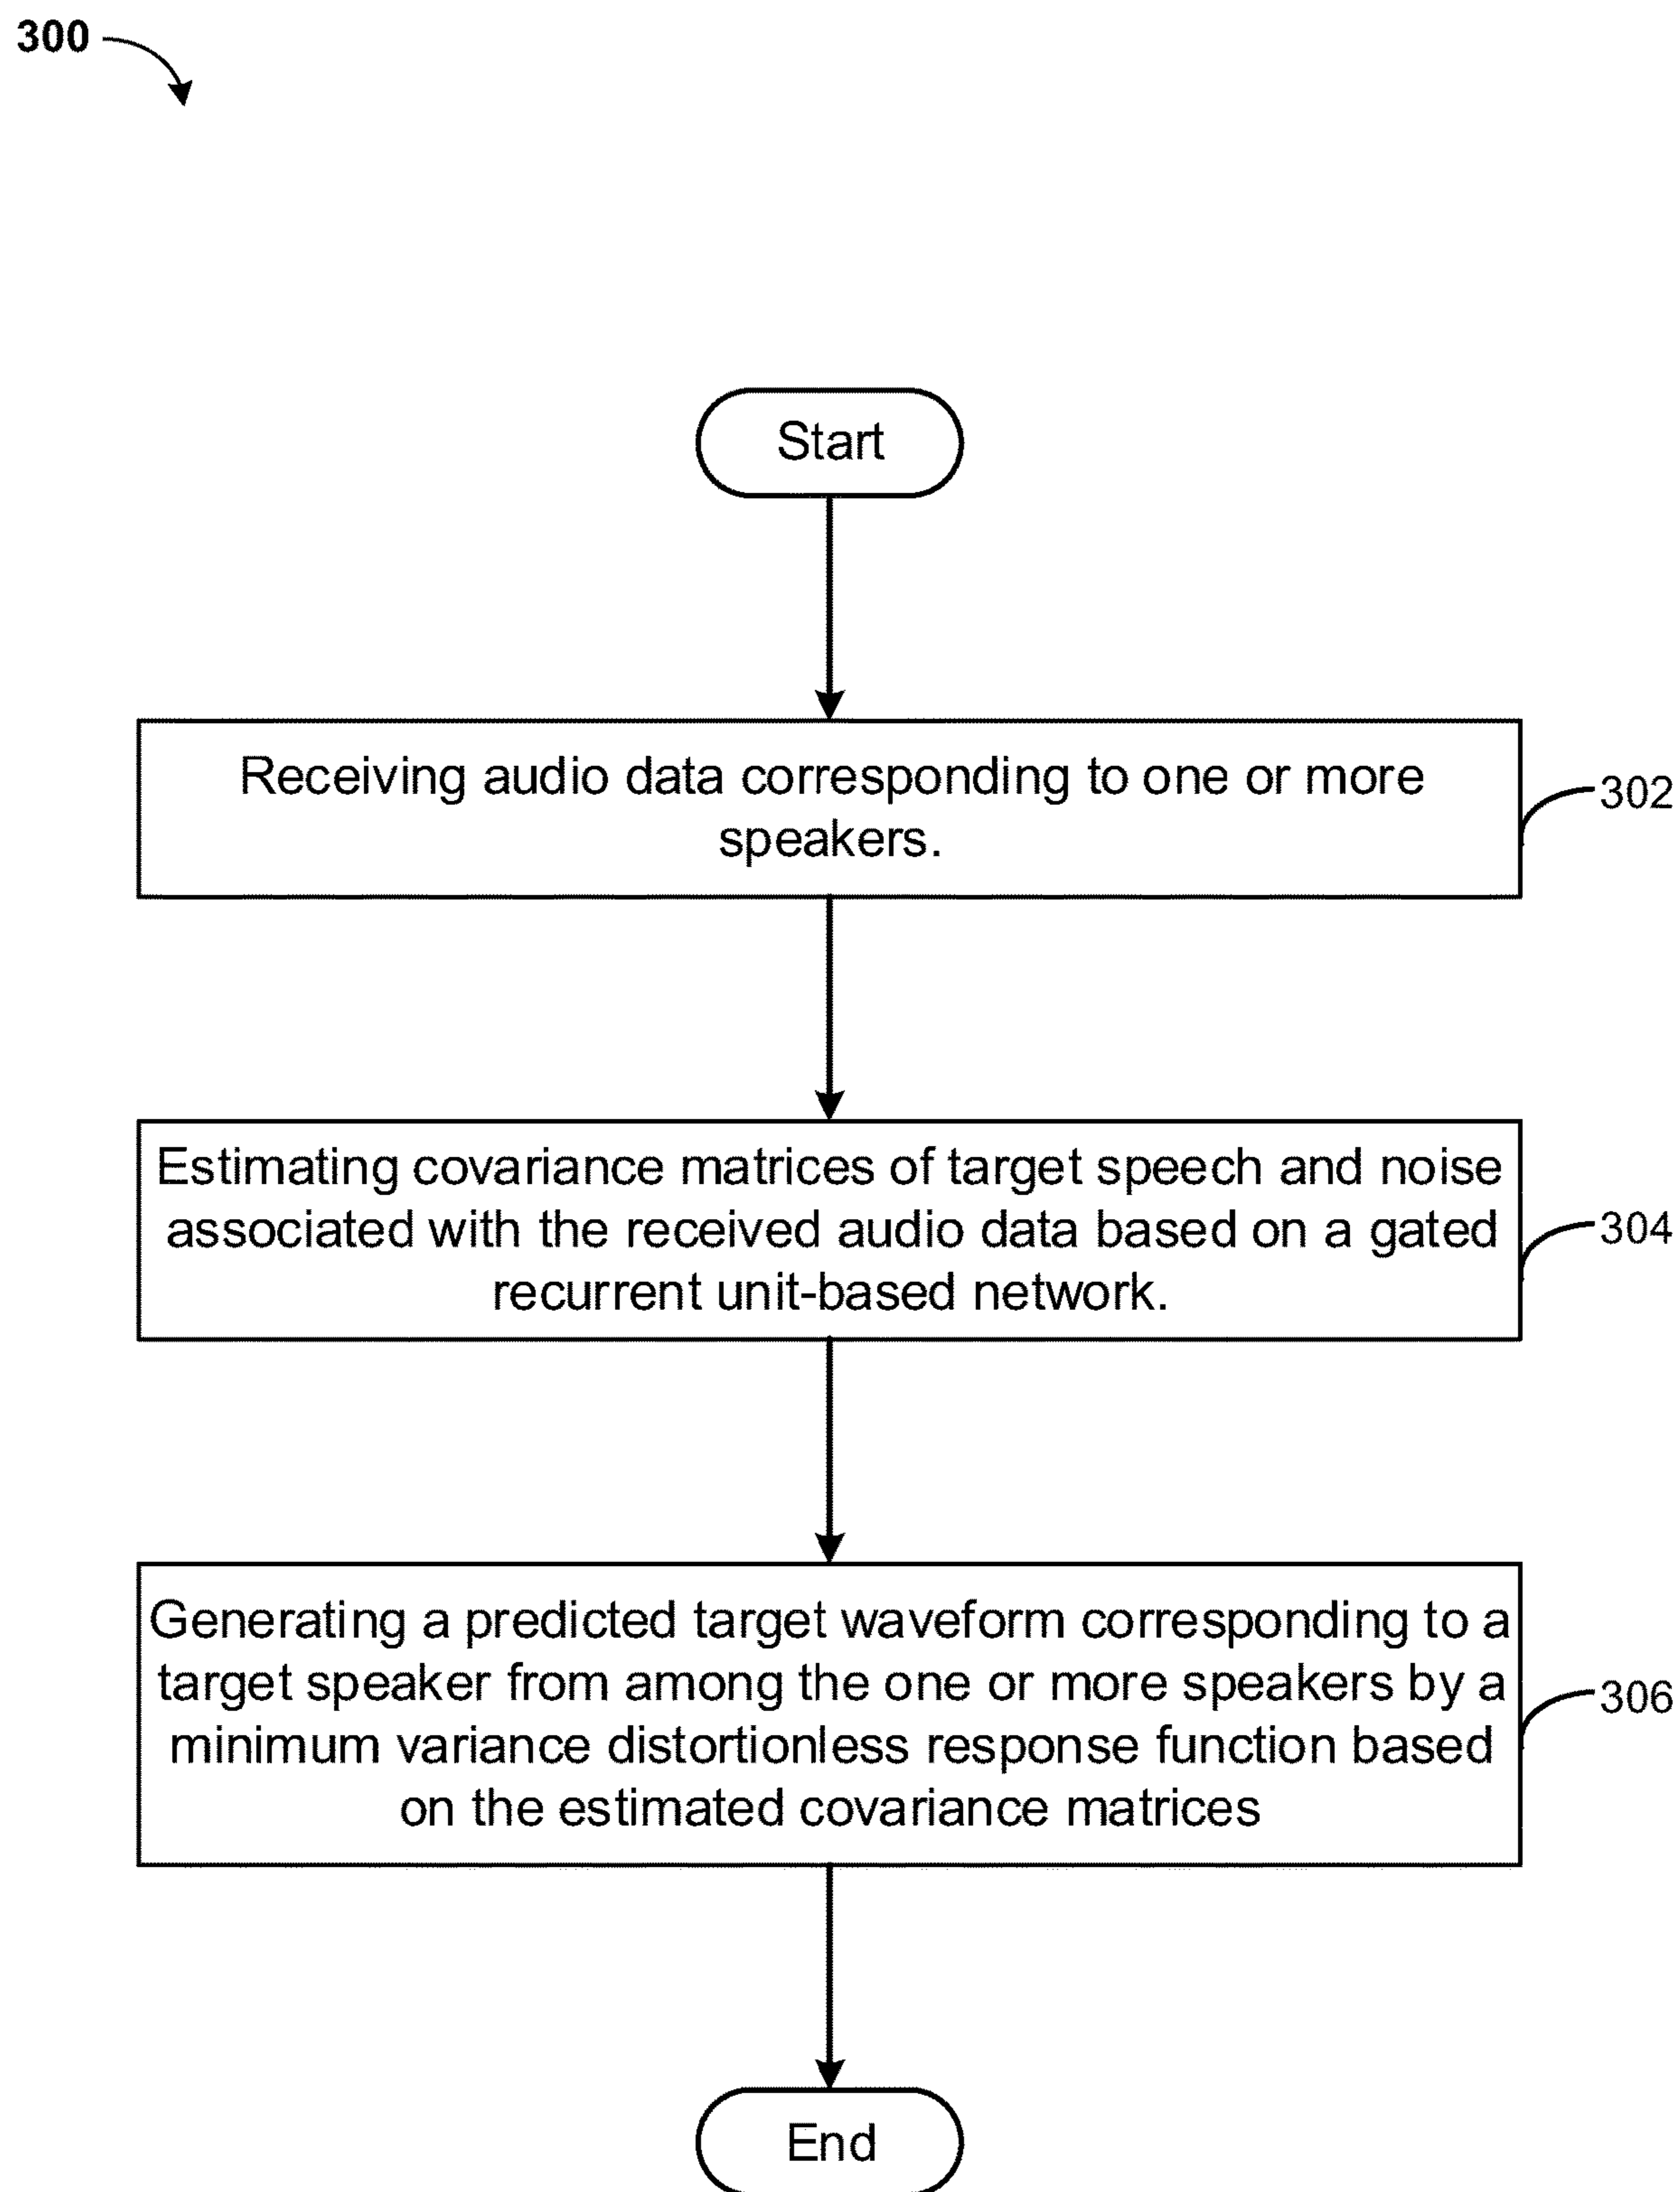 300
Start
Receiving audio data corresponding to one or more
speakers.
302
Estimating covariance matrices of target speech and noise
associated with the received audio data based on a gated
recurrent unit-based network.
304
Generating a predicted target waveform corresponding to a
target speaker from among the one or more speakers by a
minimum variance distortionless response function based
on the estimated covariance matrices
306
End